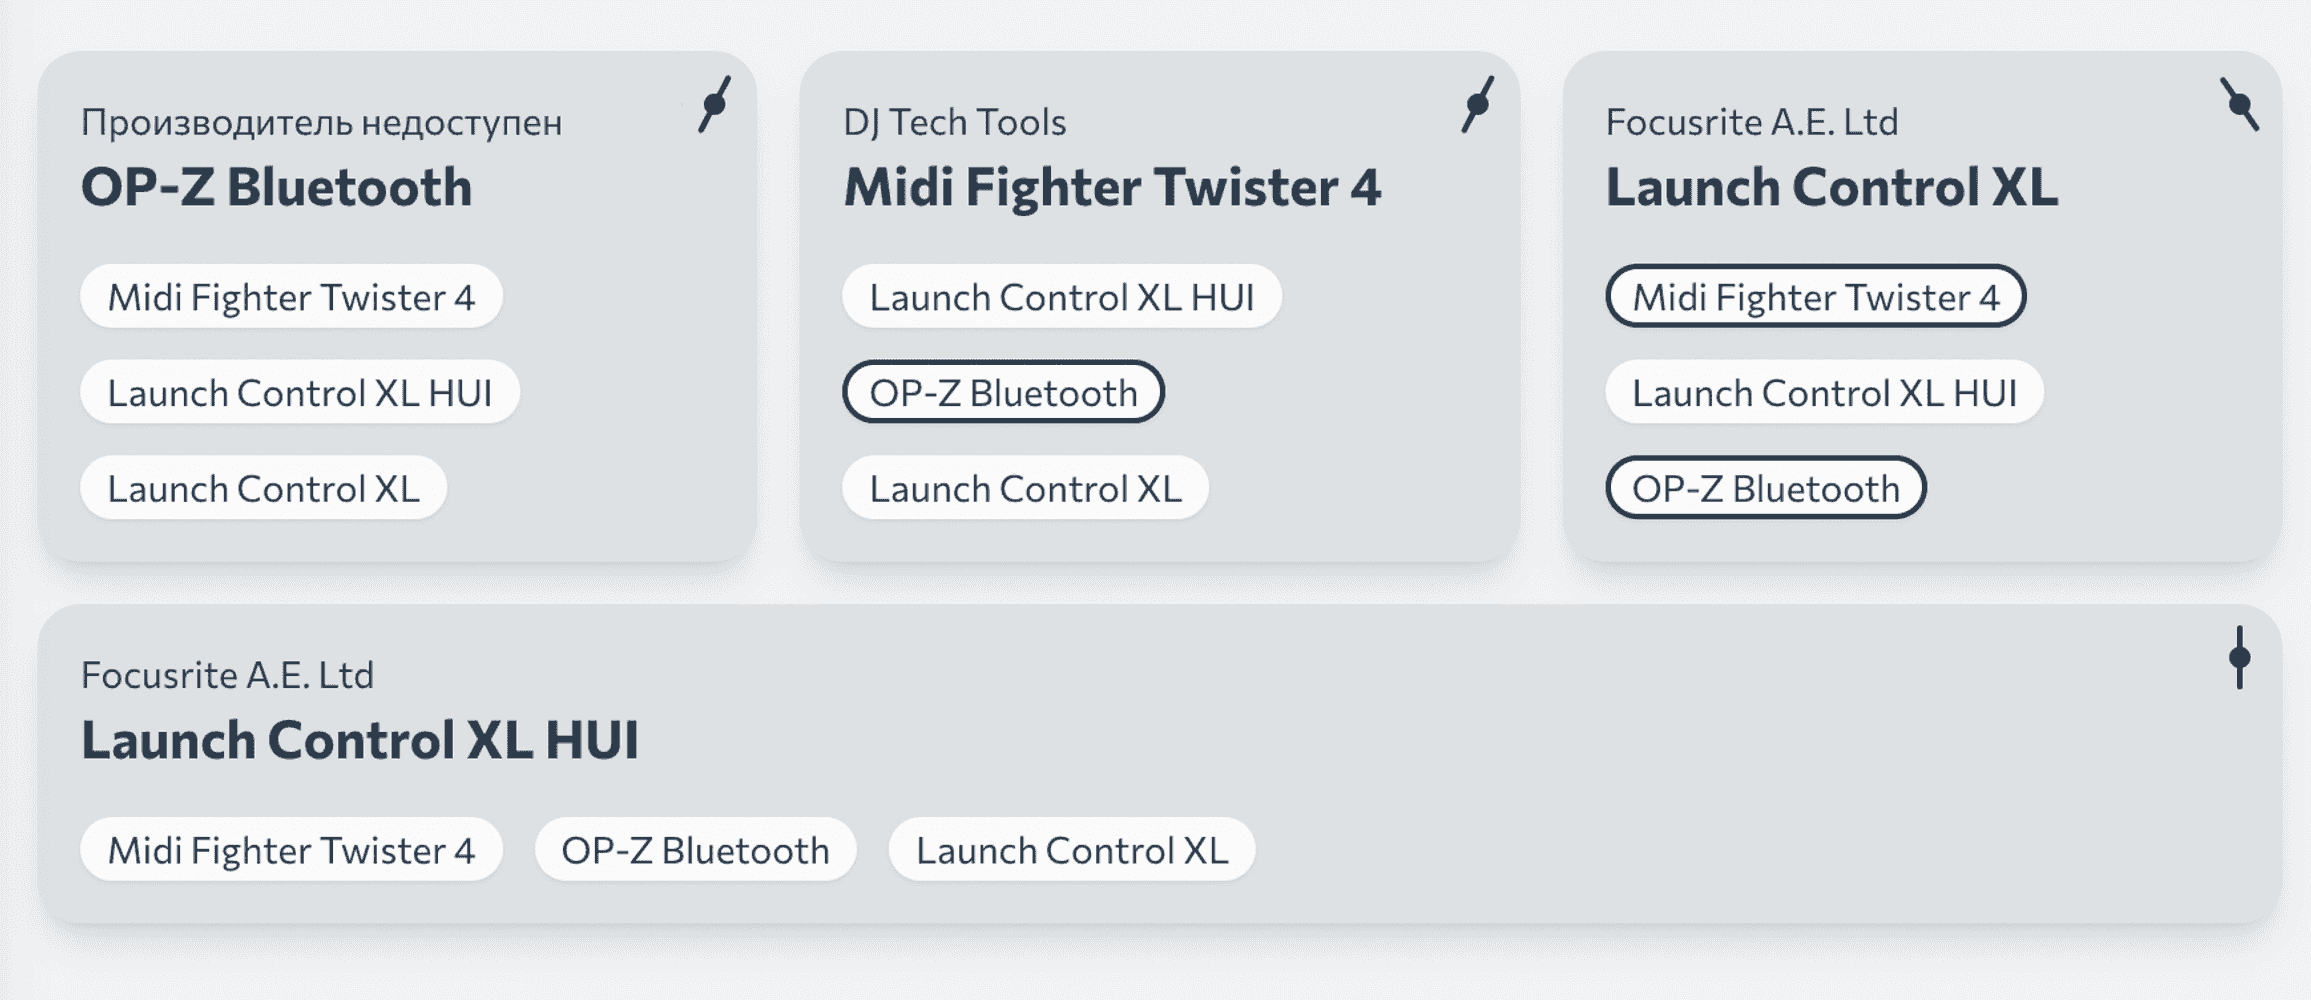 Производитель недоступен
OP-Z Bluetooth
Midi Fighter Twister 4
Launch Control XL HUI
Launch Control XL
DJ Tech Tools
Midi Fighter Twister 4
Launch Control XL HUI
OP-Z Bluetooth
Launch Control XL
Focusrite A.E. Ltd
Launch Control XL
Midi Fighter Twister 4
Launch Control XL HUI
OP-Z Bluetooth
Focusrite A.E. Ltd
Launch Control XL HUI
Midi Fighter Twister 4 OP-Z Bluetooth Launch Control XL